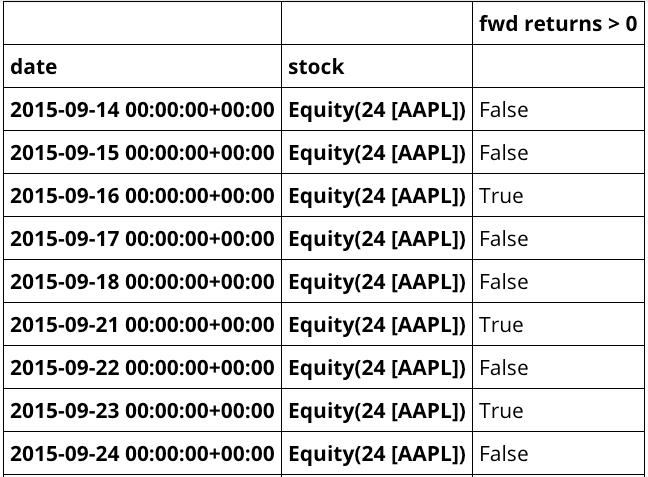 fwd returns > 0
date stock
2015-09-14 00:00:00+00:00 Equity(24 [AAPL]) False
2015-09-15 00:00:00+00:00 Equity(24 [AAPL]) False
2015-09-16 00:00:00+00:00 Equity(24 [AAPL]) True
2015-09-17 00:00:00+00:00 Equity(24 [AAPL]) False
2015-09-18 00:00:00+00:00 Equity(24 [AAPL]) False
2015-09-21 00:00:00+00:00 Equity(24 [AAPL]) True
2015-09-22 00:00:00+00:00 Equity(24 [AAPL]) False
2015-09-23 00:00:00+00:00 Equity(24 [AAPL]) True
2015-09-24 00:00:00+00:00 Equity(24 [AAPL]) False